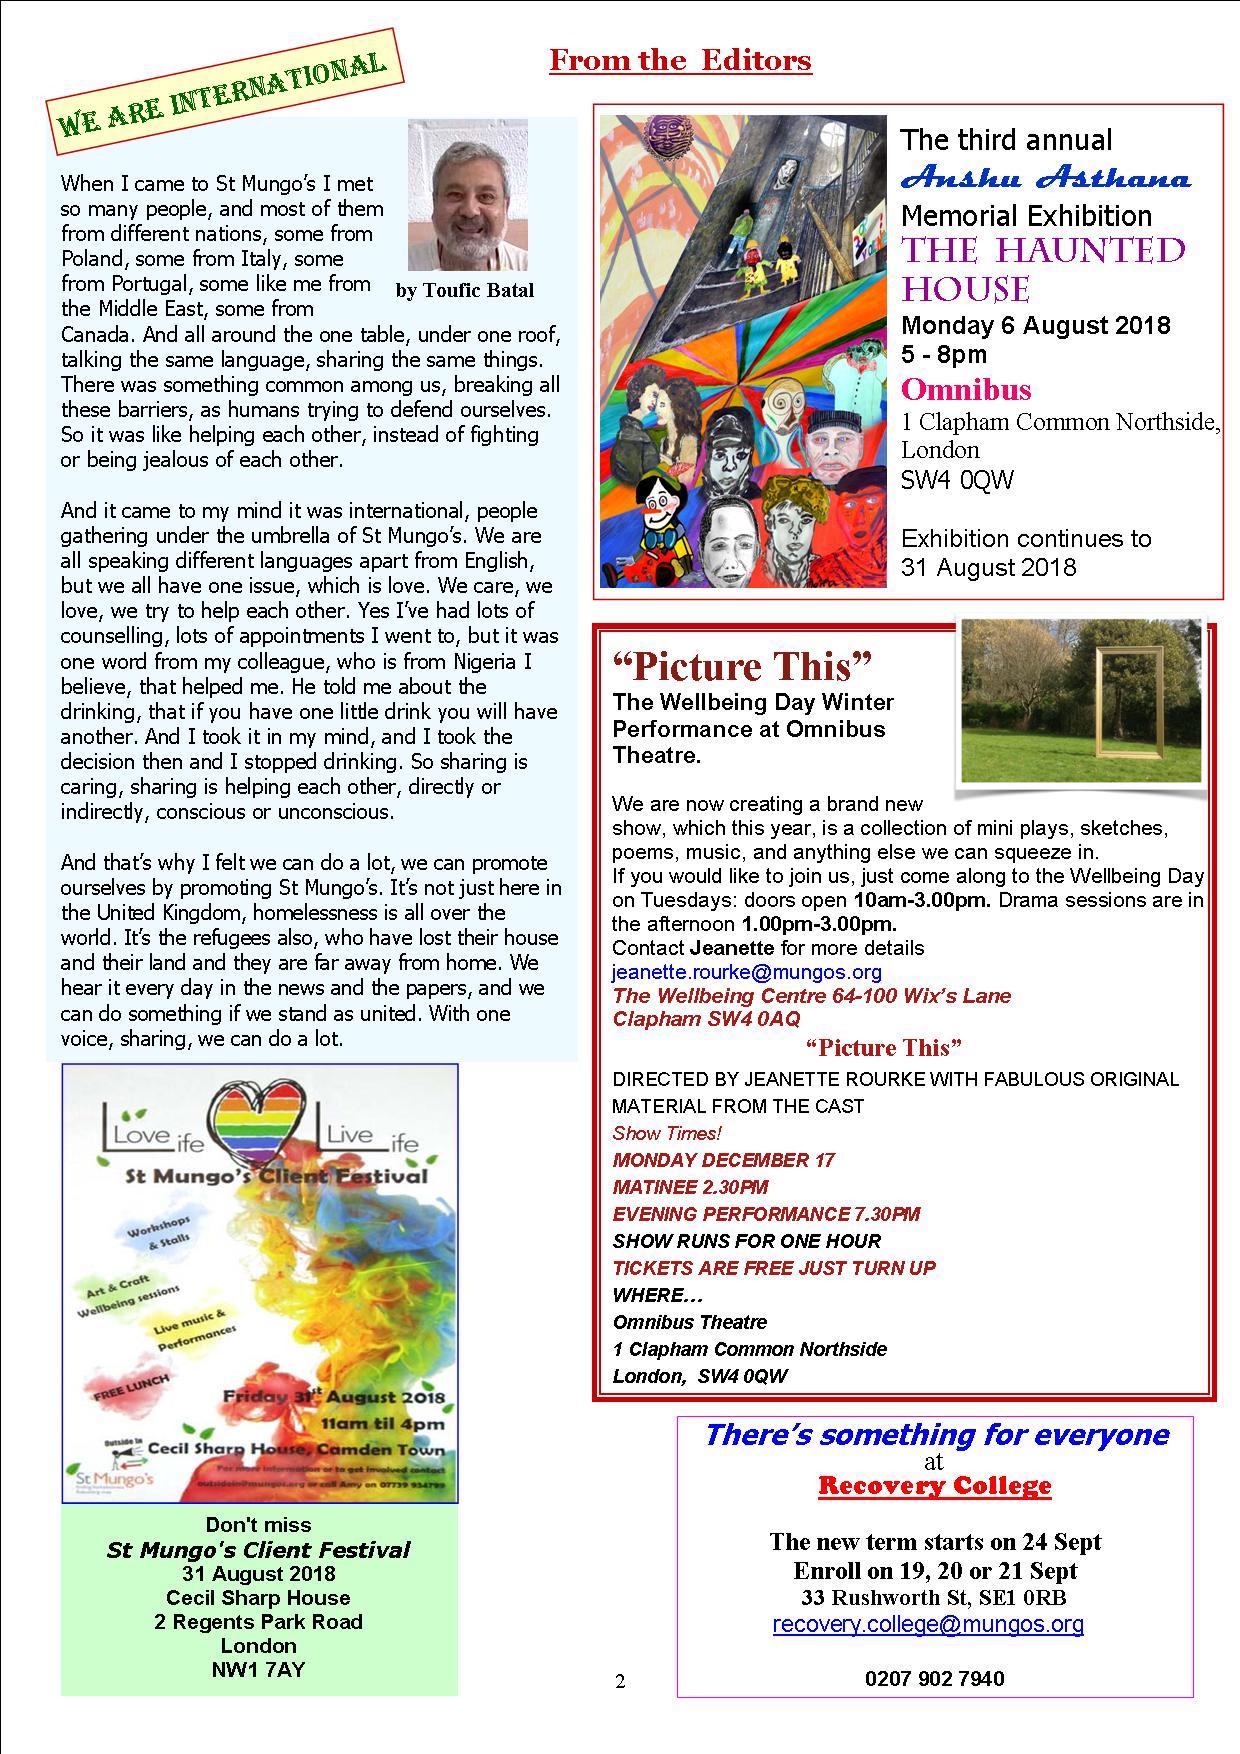 From the Editors
WE ARE INTERNATIONAL
When I came to St Mungo's I met
so many people, and most of them
from different nations, some from
Poland, some from Italy, some
from Portugal, some like me from
the Middle East, some from
by Toufic Batal
Canada. And all around the one table, under one roof,
talking the same language, sharing the same things.
There was something common among us, breaking all
these barriers, as humans trying to defend ourselves.
So it was like helping each other, instead of fighting
or being jealous of each other.
And it came to my mind it was international, people
gathering under the umbrella of St Mungo's. We are
all speaking different languages apart from English,
but we all have one issue, which is love. We care, we
love, we try to help each other. Yes I've had lots of
counselling, lots of appointments I went to, but it was
one word from my colleague, who is from Nigeria I
believe, that helped me. He told me about the
drinking, that if you have one little drink you will have
another. And I took it in my mind, and I took the
decision then and I stopped drinking. So sharing is
caring, sharing is helping each other, directly or
indirectly, conscious or unconscious.
And that's why I felt we can do a lot, we can promote
ourselves by promoting St Mungo's. It's not just here in
the United Kingdom, homelessness is all over the
world. It's the refugees also, who have lost their house
and their land and they are far away from home. We
hear it every day in the news and the papers, and we
can do something if we stand as united. With one
voice, sharing, we can do a lot.
Love Life Live Life
St Mungo's Client Festival
Workshops
& Stalls
Art & Craft
Wellbeing sessions
Live music &
Performances
FREE LUNCH
Friday 31st August 2018
11am til 4pm
Cecil Sharp House, Camden Town
Outside In
St Mungo's
For more information or to get involved contact
outsidein@mungos.org or call Amy on 07739 934799
Don't miss
St Mungo's Client Festival
31 August 2018
Cecil Sharp House
2 Regents Park Road
London
NW1 7AY
The third annual
Anshu Asthana
Memorial Exhibition
THE HAUNTED
HOUSE
Monday 6 August 2018
5 - 8pm
Omnibus
1 Clapham Common Northside,
London
SW4 0QW
Exhibition continues to
31 August 2018
“Picture This”
The Wellbeing Day Winter
Performance at Omnibus
Theatre.
We are now creating a brand new
show, which this year, is a collection of mini plays, sketches,
poems, music, and anything else we can squeeze in.
If you would like to join us, just come along to the Wellbeing Day
on Tuesdays: doors open 10am-3.00pm. Drama sessions are in
the afternoon 1.00pm-3.00pm.
Contact Jeanette for more details
jeanette.rourke@mungos.org
The Wellbeing Centre 64-100 Wix's Lane
Clapham SW4 0AQ
“Picture This”
DIRECTED BY JEANETTE ROURKE WITH FABULOUS ORIGINAL
MATERIAL FROM THE CAST
Show Times!
MONDAY DECEMBER 17
MATINEE 2.30PM
EVENING PERFORMANCE 7.30PM
SHOW RUNS FOR ONE HOUR
TICKETS ARE FREE JUST TURN UP
WHERE…
Omnibus Theatre
1 Clapham Common Northside
London, SW4 0QW
There's something for everyone
at
Recovery College
The new term starts on 24 Sept
Enroll on 19, 20 or 21 Sept
33 Rushworth St, SE1 0RB
recovery.college@mungos.org
0207 902 7940
2